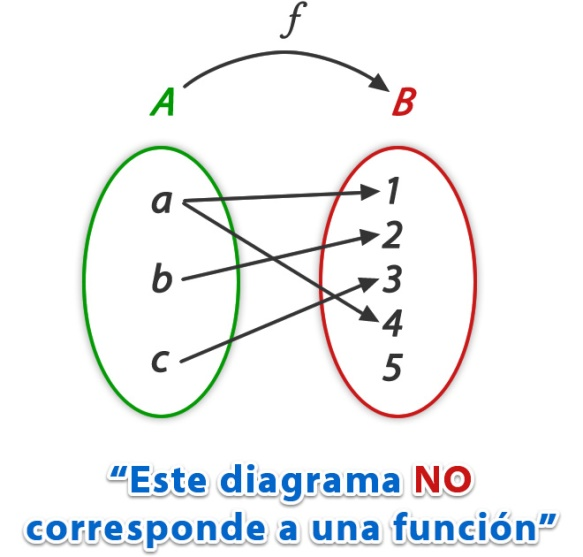 f
A B
a 1
2
b 3
4
c 5
“Este diagrama NO
corresponde a una función”